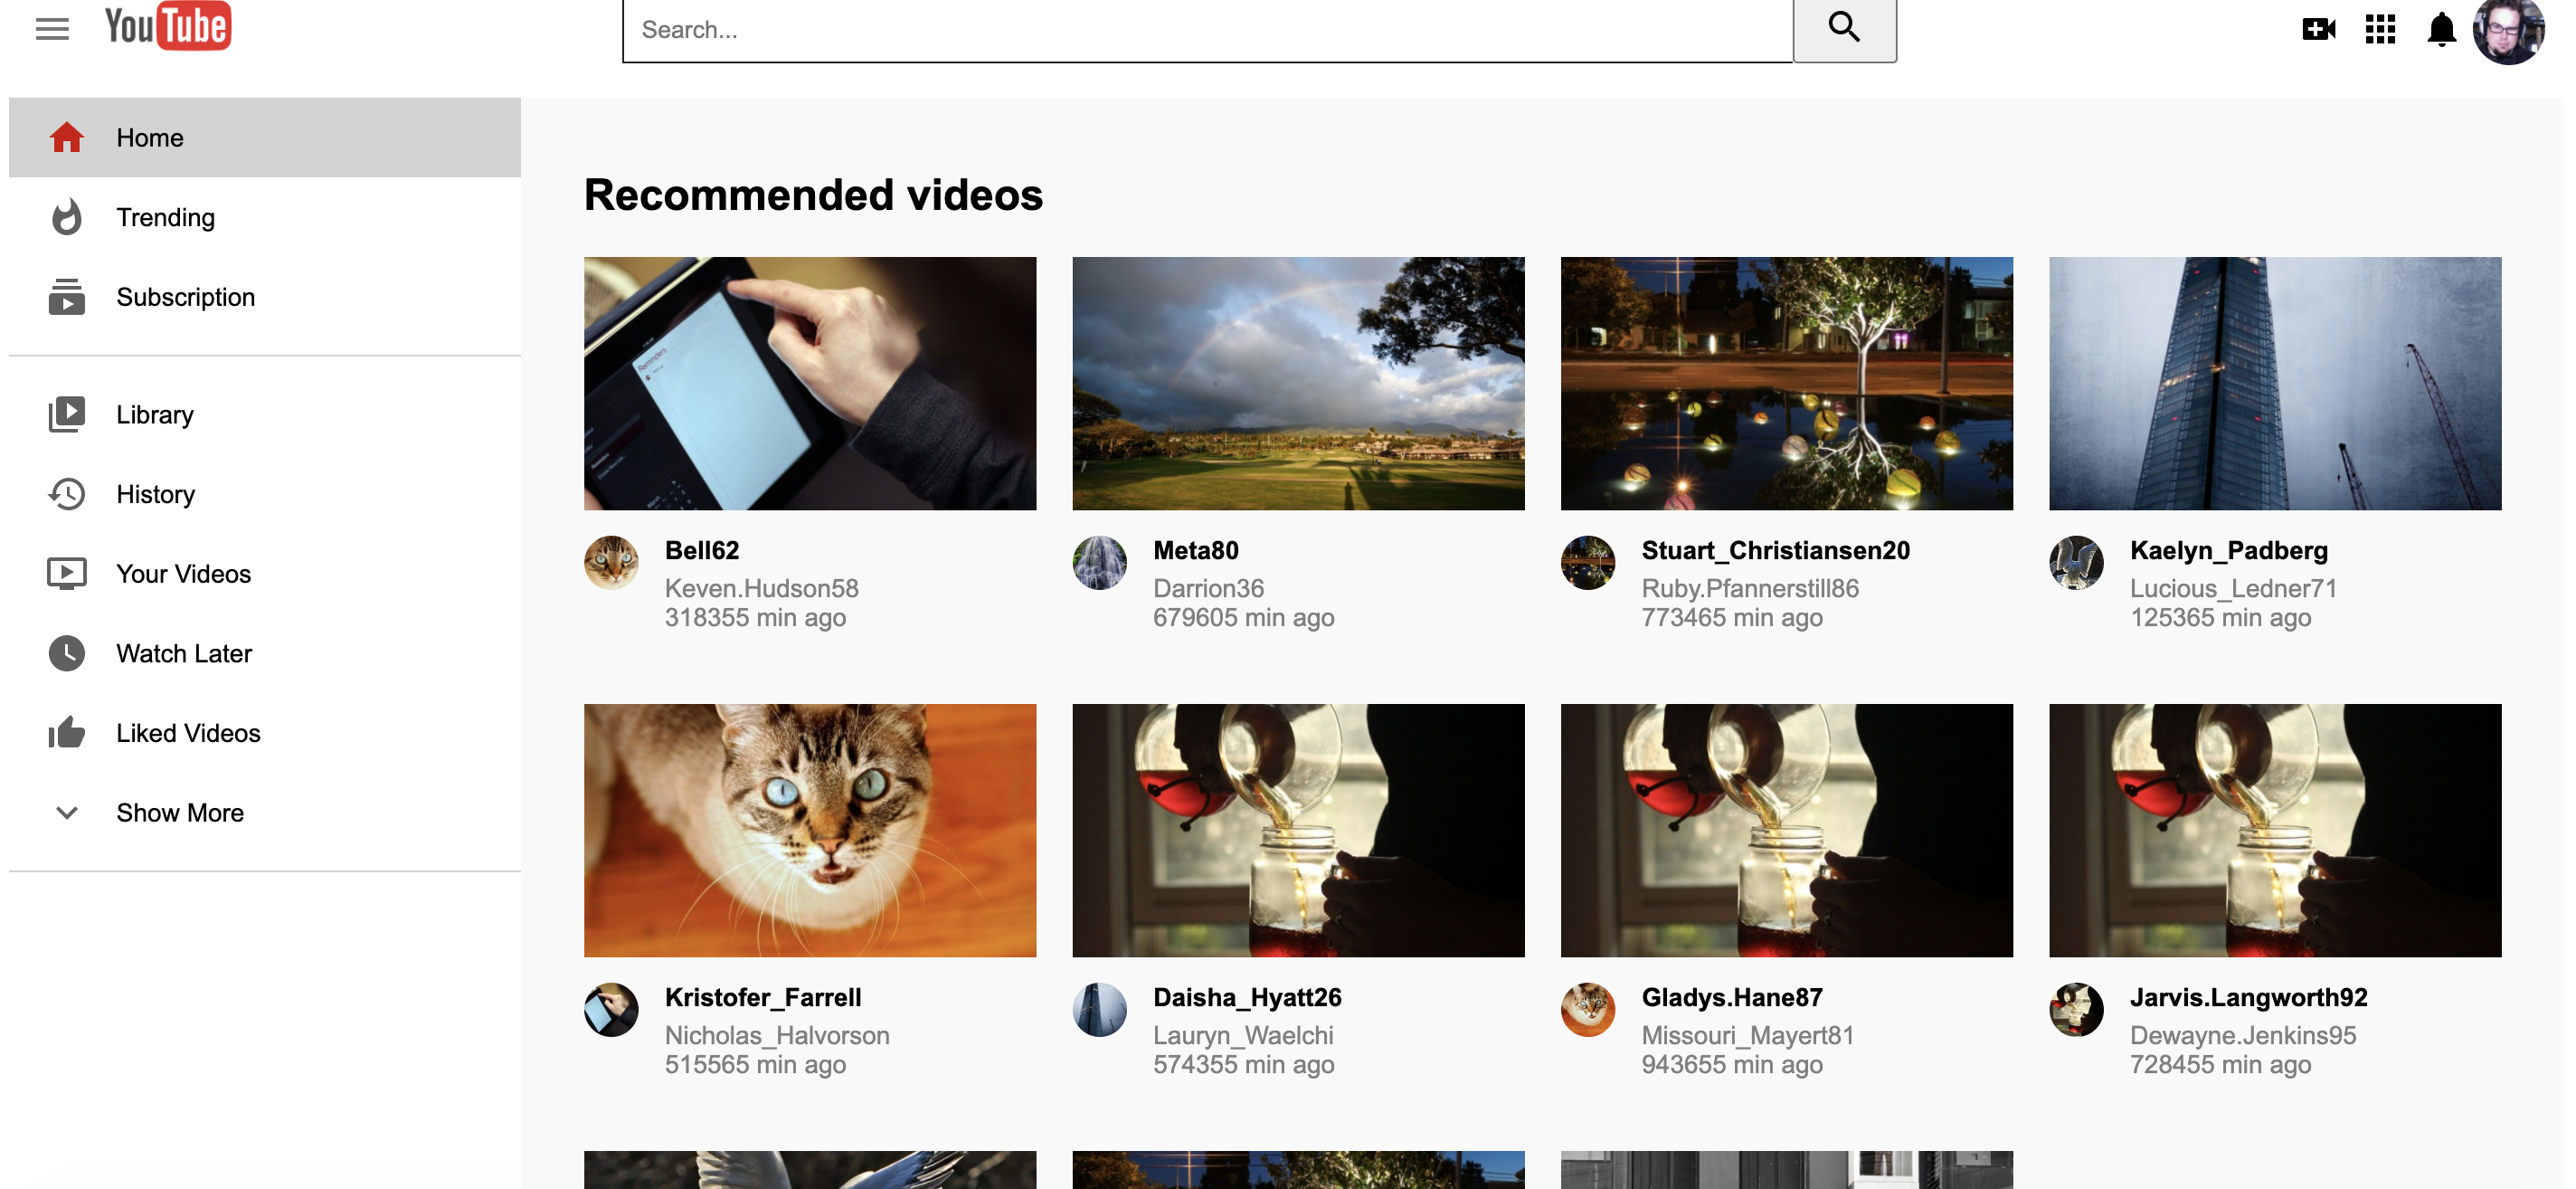 YouTube
Search...
Home
Trending
Subscription
Library
History
Your Videos
Watch Later
Liked Videos
Show More
Recommended videos
Reminders
Bell62
Keven.Hudson58
318355 min ago
Meta80
Darrion36
679605 min ago
Stuart_Christiansen20
Ruby.Pfannerstill86
773465 min ago
Kaelyn_Padberg
Lucious_Ledner71
125365 min ago
Kristofer_Farrell
Nicholas_Halvorson
515565 min ago
Daisha_Hyatt26
Lauryn_Waelchi
574355 min ago
Gladys.Hane87
Missouri_Mayert81
943655 min ago
Jarvis.Langworth92
Dewayne.Jenkins95
728455 min ago